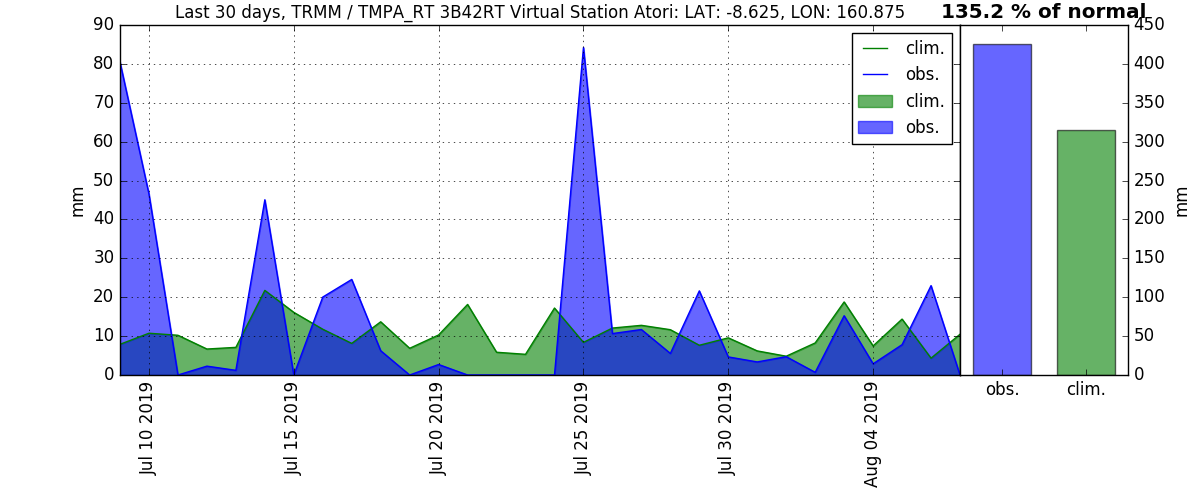 Last 30 days, TRMM / TMPA_RT 3B42RT Virtual Station Atori: LAT: -8.625, LON: 160.875
135.2 % of normal
90
80
70
60
50
40
30
20
10
0
mm
clim.
obs.
clim.
obs.
Jul 10 2019
Jul 15 2019
Jul 20 2019
Jul 25 2019
Jul 30 2019
Aug 04 2019
450
400
350
300
250
200
150
100
50
0
mm
obs.
clim.